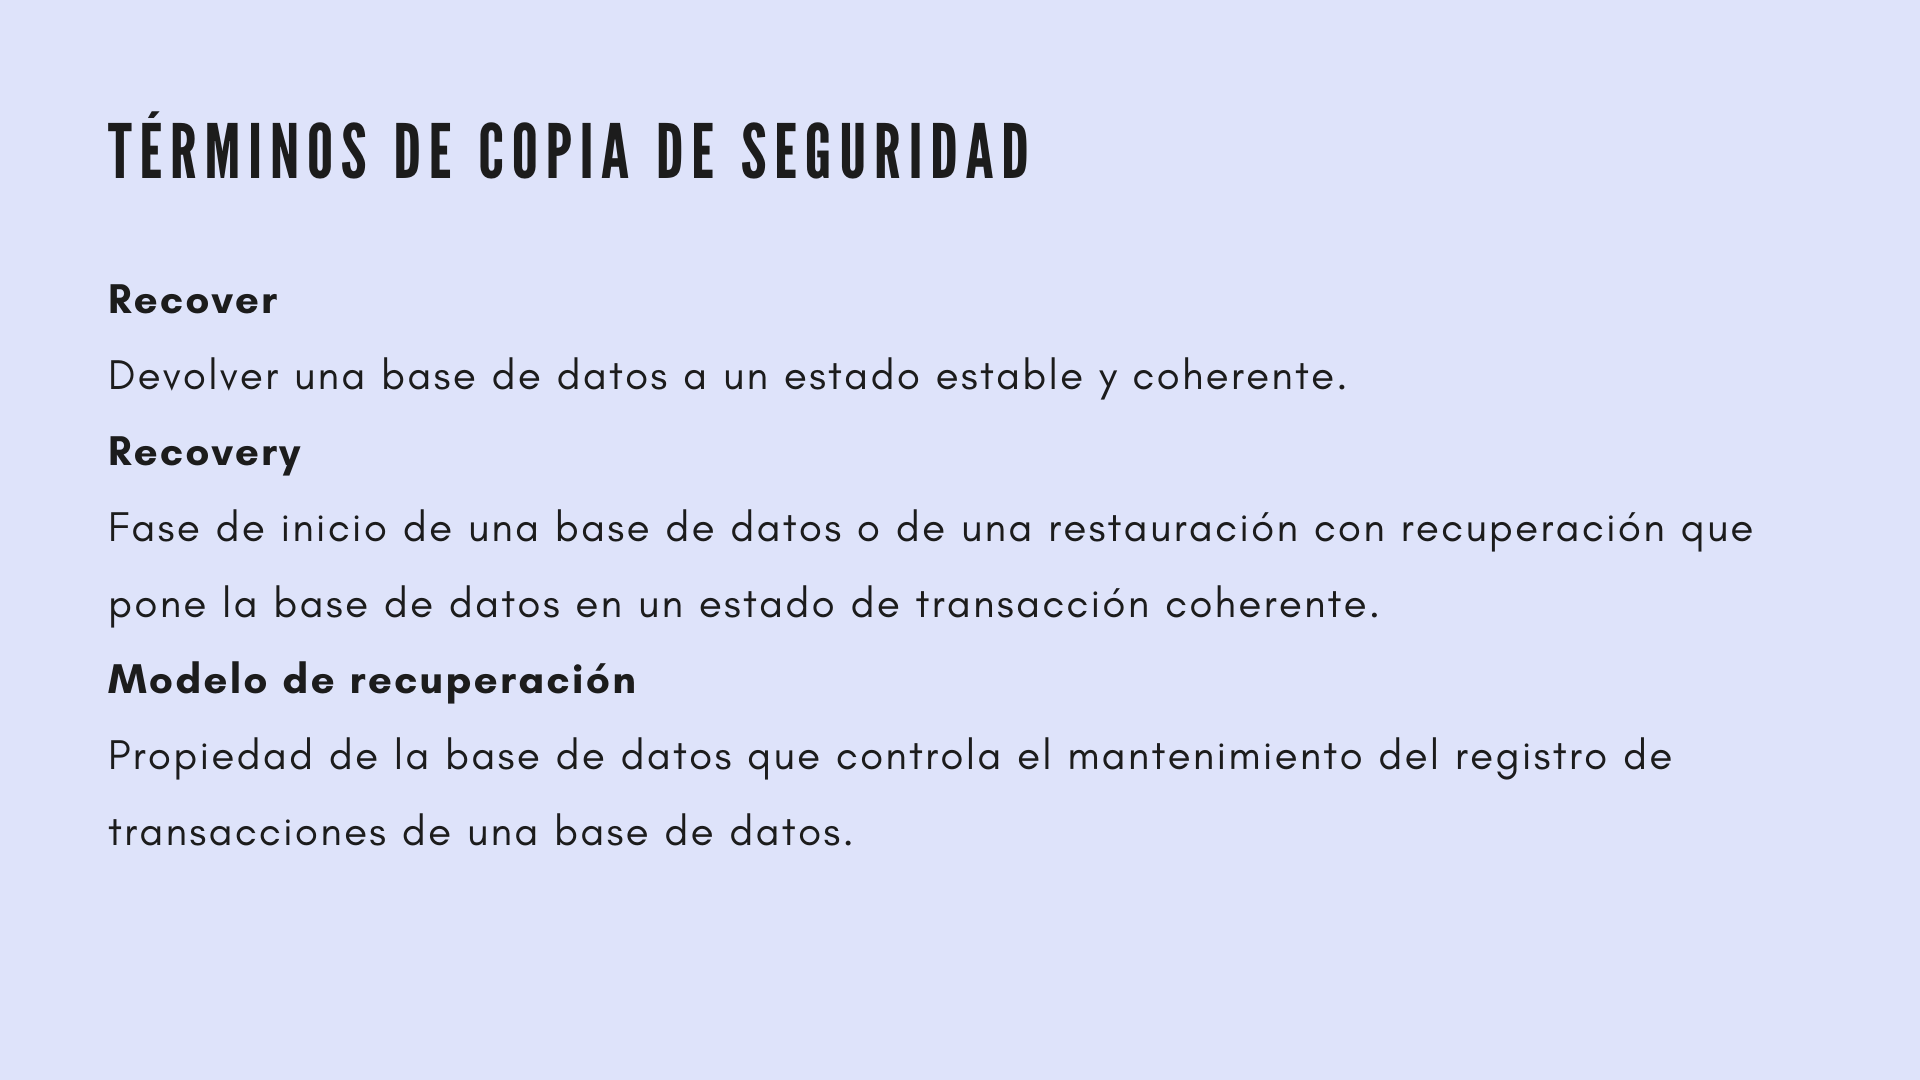 TÉRMINOS DE COPIA DE SEGURIDAD
Recover
Devolver una base de datos a un estado estable y coherente.
Recovery
Fase de inicio de una base de datos o de una restauración con recuperación que
pone la base de datos en un estado de transacción coherente.
Modelo de recuperación
Propiedad de la base de datos que controla el mantenimiento del registro de
transacciones de una base de datos.